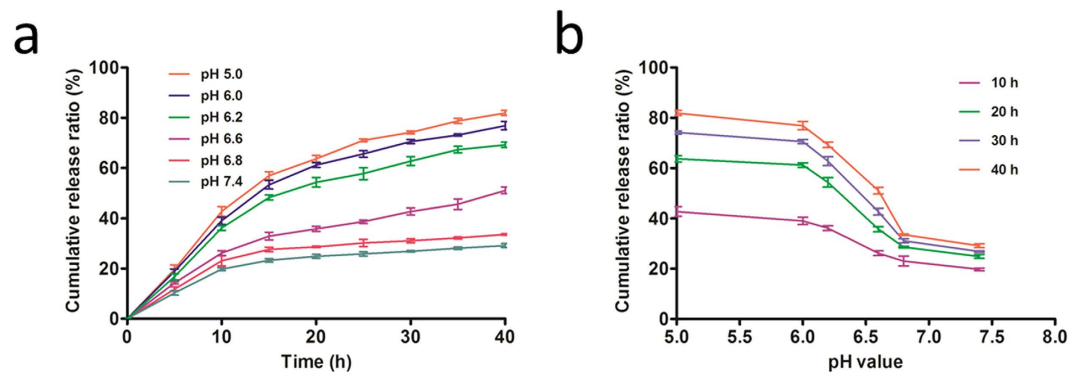 a
Cumulative release ratio (%)
100
80
60
40
20
0
pH 5.0
pH 6.0
pH 6.2
pH 6.6
pH 6.8
pH 7.4
0 10 20 30 40
Time (h)
b
Cumulative release ratio (%)
100
80
60
40
20
0
10 h
20 h
30 h
40 h
5.0 5.5 6.0 6.5 7.0 7.5 8.0
pH value